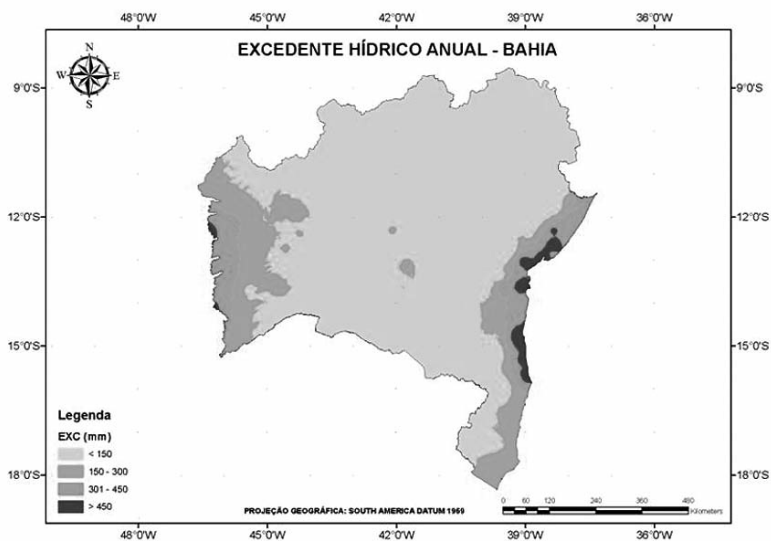 48°0'W 45°0'W 42°0'W 39°0'W 36°0'W
EXCEDENTE HÍDRICO ANUAL - BAHIA
N
W E
S
9°0'S 9°0'S
12°0'S 12°0'S
15°0'S 15°0'S
18°0'S 18°0'S
Legenda
EXC (mm)
< 150
150 - 300
301 - 450
> 450
PROJEÇÃO GEOGRÁFICA: SOUTH AMERICA DATUM 1969
0 60 120 240 360 480
Kilometers
48°0'W 45°0'W 42°0'W 39°0'W 36°0'W